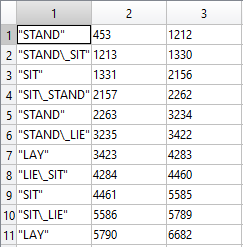 1 2 3
1 "STAND" 453 1212
2 "STAND\_SIT" 1213 1330
3 "SIT" 1331 2156
4 "SIT\_STAND" 2157 2262
5 "STAND" 2263 3234
6 "STAND\_LIE" 3235 3422
7 "LAY" 3423 4283
8 "LIE\_SIT" 4284 4460
9 "SIT" 4461 5585
10 "SIT\_LIE" 5586 5789
11 "LAY" 5790 6682